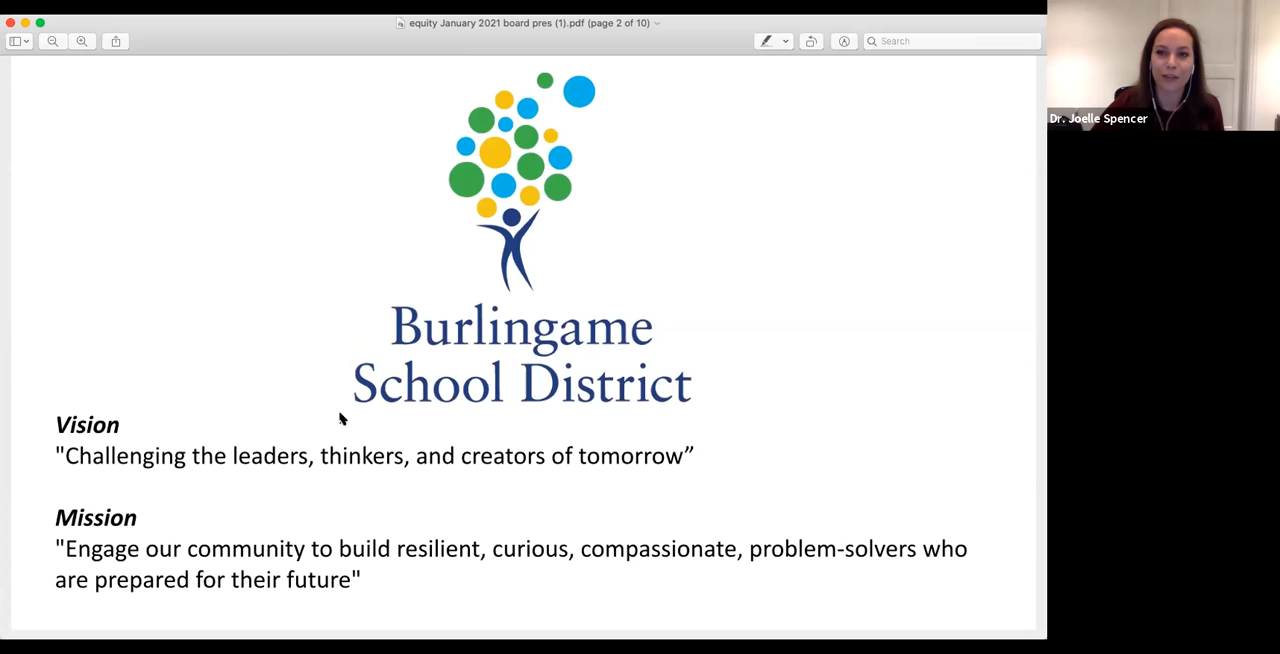 equity January 2021 board pres (1).pdf (page 2 of 10)
Search
Dr. Joelle Spencer
Burlingame
School District
Vision
"Challenging the leaders, thinkers, and creators of tomorrow”
Mission
"Engage our community to build resilient, curious, compassionate, problem-solvers who
are prepared for their future"